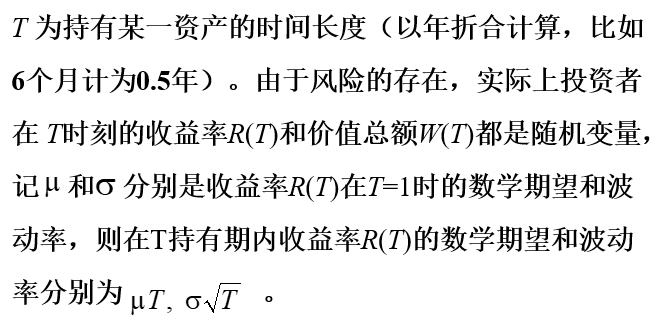 T 为持有某一资产的时间长度（以年折合计算，比如
6个月计为0.5年）。由于风险的存在，实际上投资者
在 T时刻的收益率R(T)和价值总额W(T)都是随机变量，
记μ 和σ 分别是收益率R(T)在T=1时的数学期望和波
动率，则在T持有期内收益率R(T)的数学期望和波动
率分别为 μT, σ√T 。